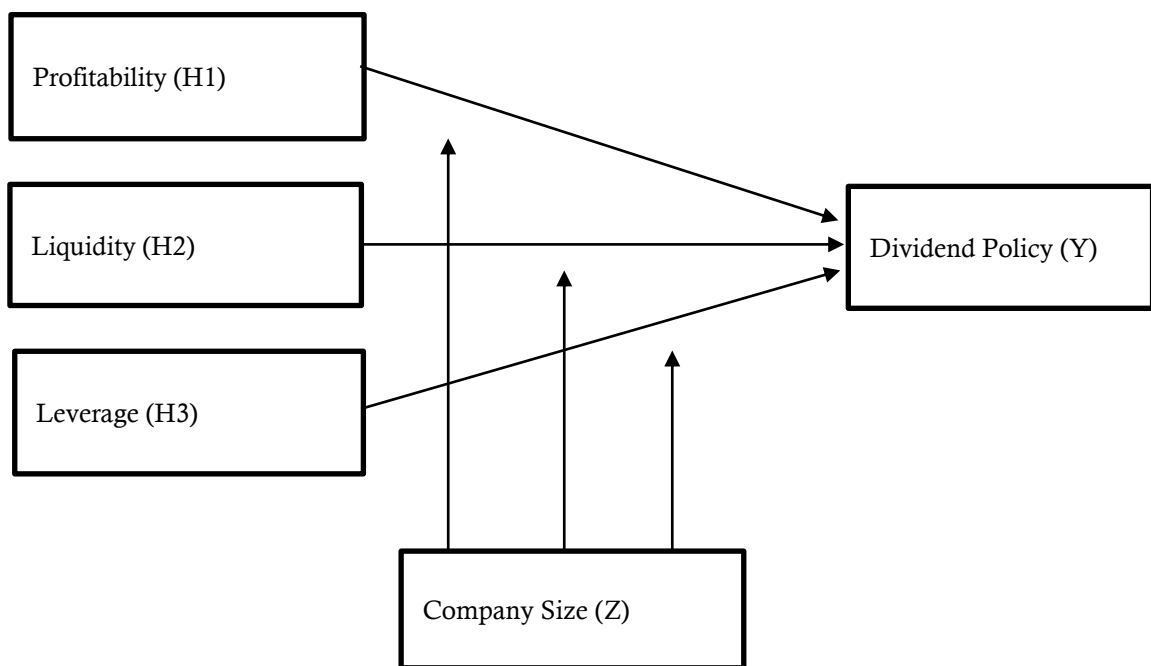 Profitability (H1)
Liquidity (H2)
Dividend Policy (Y)
Leverage (H3)
Company Size (Z)